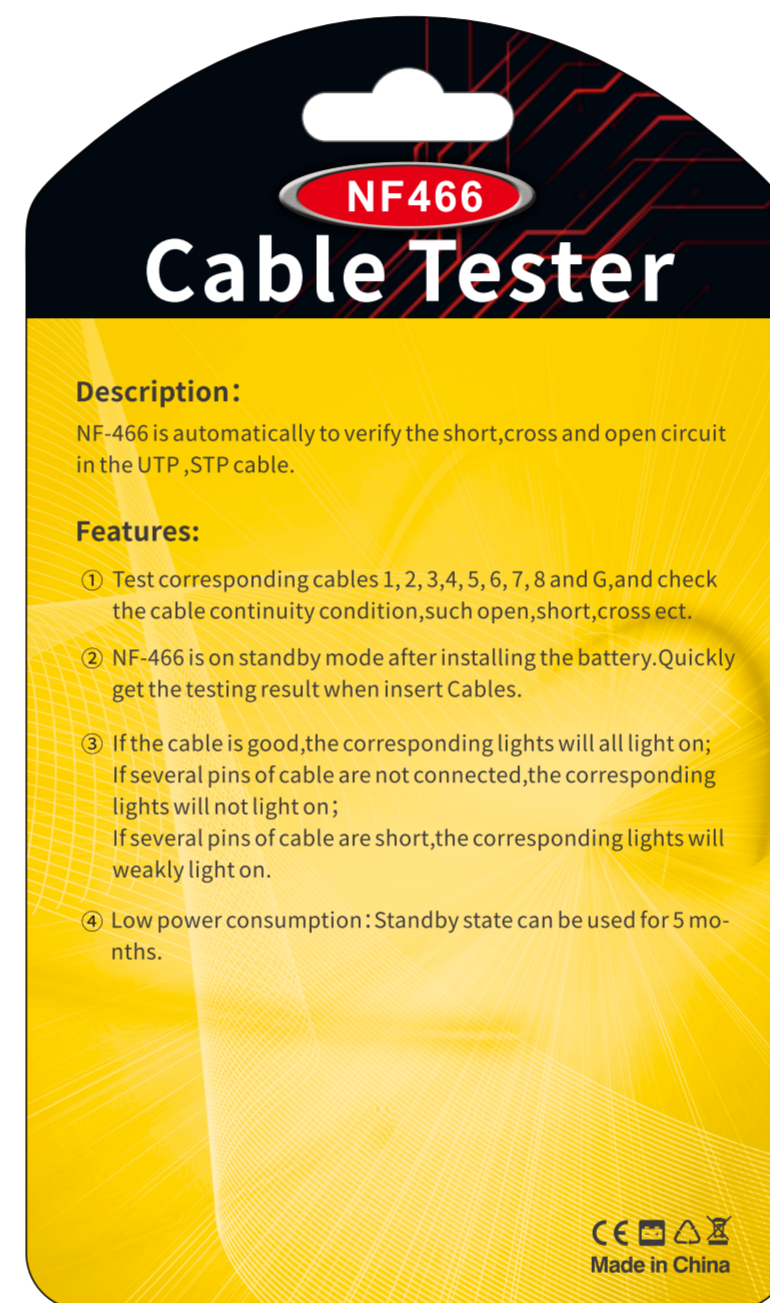 NF466
Cable Tester
Description：
NF-466 is automatically to verify the short,cross and open circuit
in the UTP ,STP cable.
Features:
① Test corresponding cables 1, 2, 3,4, 5, 6, 7, 8 and G,and check
the cable continuity condition,such open,short,cross ect.
② NF-466 is on standby mode after installing the battery.Quickly
get the testing result when insert Cables.
③ If the cable is good,the corresponding lights will all light on;
If several pins of cable are not connected,the corresponding
lights will not light on；
If several pins of cable are short,the corresponding lights will
weakly light on.
④ Low power consumption：Standby state can be used for 5 mo-
nths.
CE
Made in China